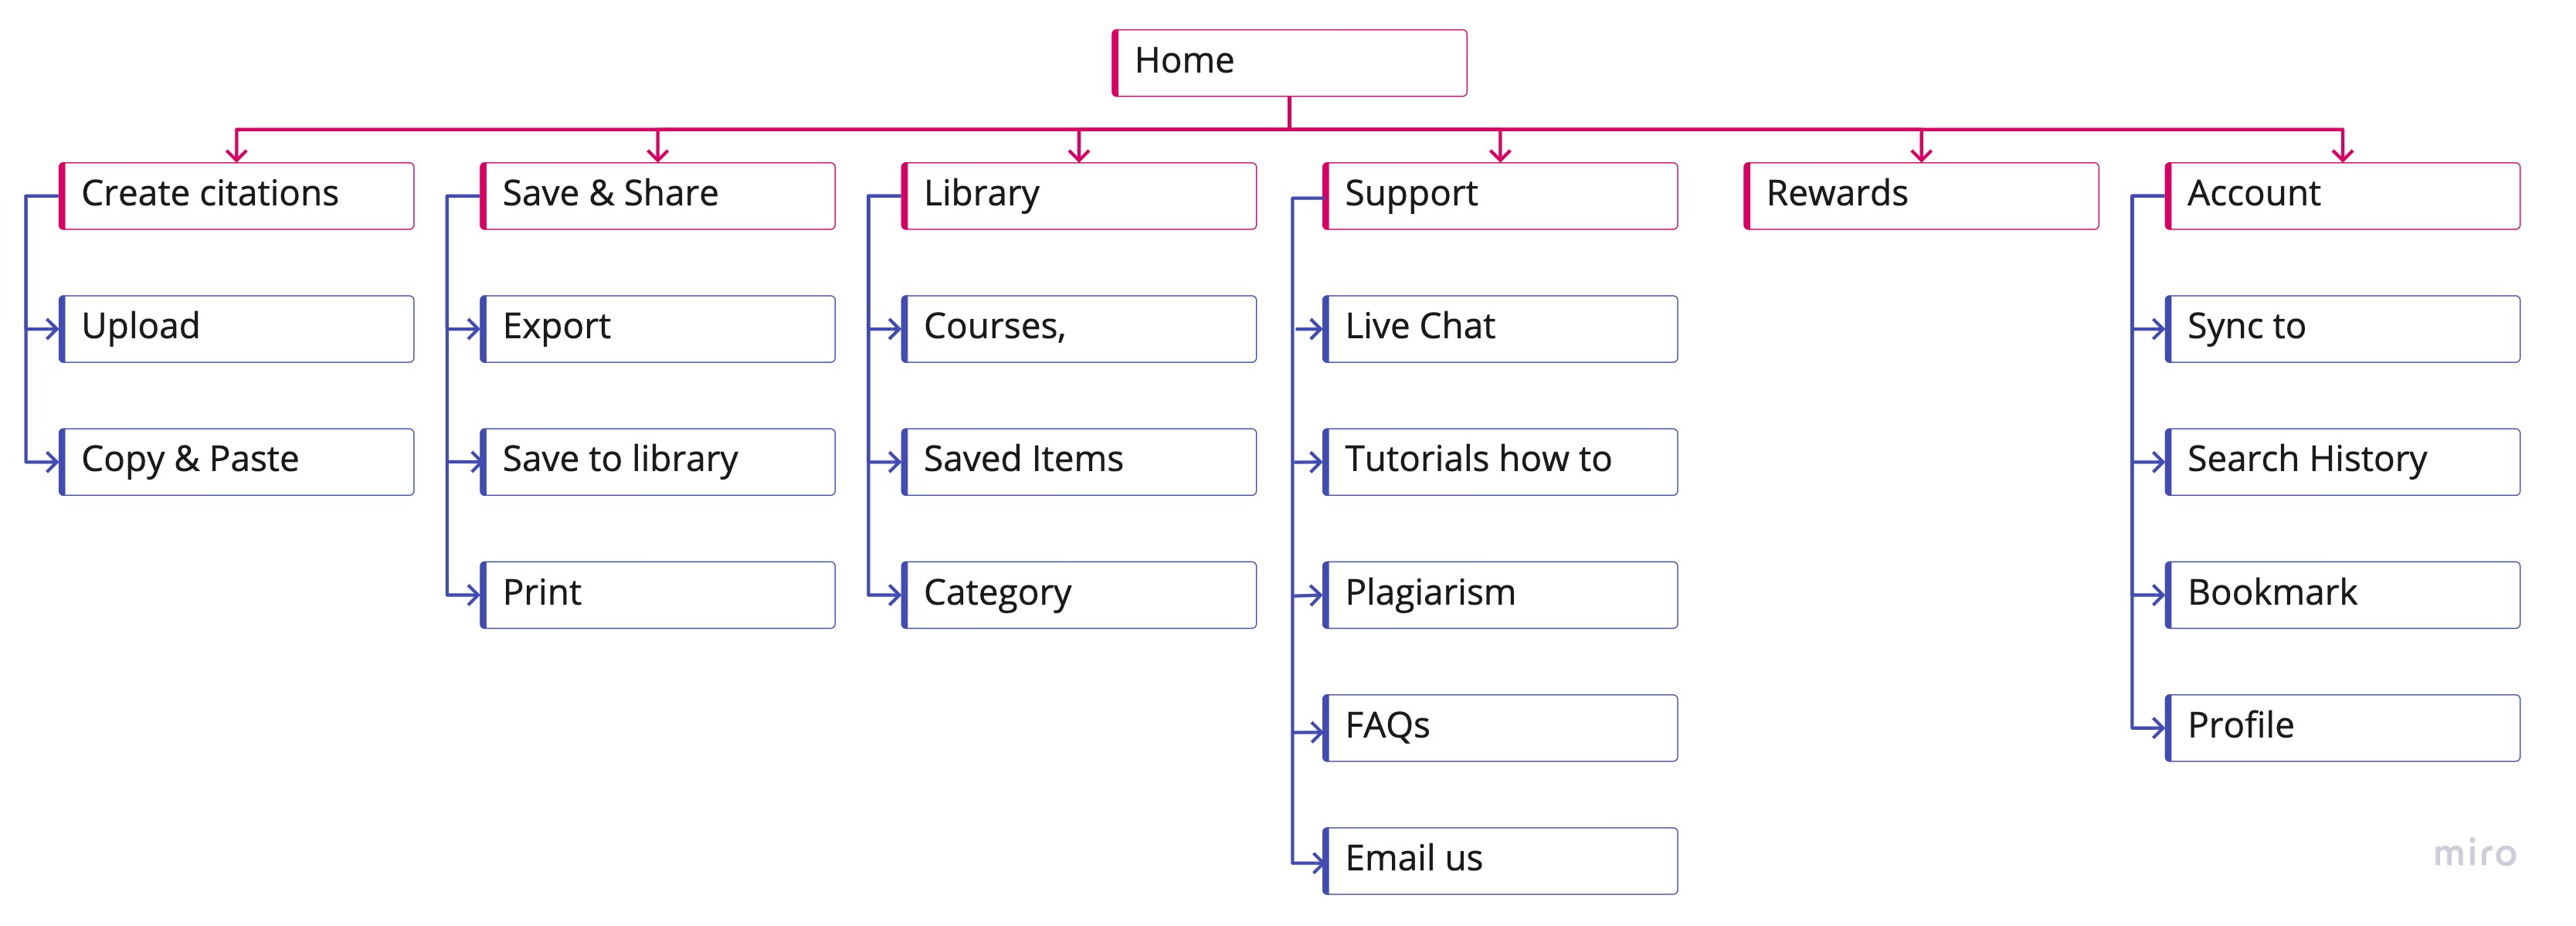 Home
Create citations
Upload
Copy & Paste
Save & Share
Export
Save to library
Print
Library
Courses,
Saved Items
Category
Support
Live Chat
Tutorials how to
Plagiarism
FAQs
Email us
Rewards
Account
Sync to
Search History
Bookmark
Profile
miro